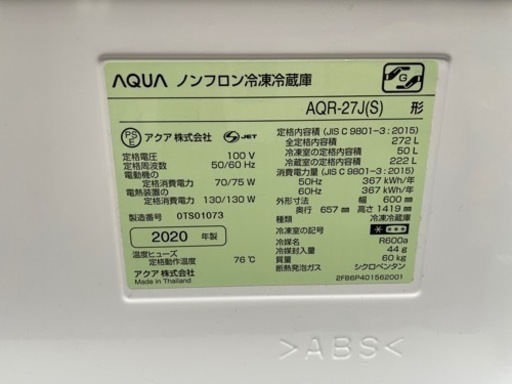 AQUA ノンフロン冷凍冷蔵庫
G
AQR-27J(S) 形
PS E アクア株式会社 S JET
定格電圧 100 V
定格周波数 50/60 Hz
電動機の
定格消費電力 70/75 W
電熱装置の
定格消費電力 130/130 W
製造番号 0TS01073
2020 年製
温度ヒューズ
定格動作温度 76℃
アクア株式会社
Made in Thailand
定格内容積 (JIS C 9801-3:2015)
全定格内容積 272 L
冷凍室の定格内容積 50 L
冷蔵室の定格内容積 222 L
消費電力量 (JIS C 9801-3:2015)
50Hz 367 kWh/年
60Hz 367 kWh/年
外形寸法 幅 600 mm
奥行 657 mm 高さ 1419 mm
種類 冷凍冷蔵庫
冷凍室の記号
冷媒名 R600a
冷媒封入量 44 g
質量 60 kg
断熱発泡ガス シクロペンタン
2FB6P401562001
>ABS<